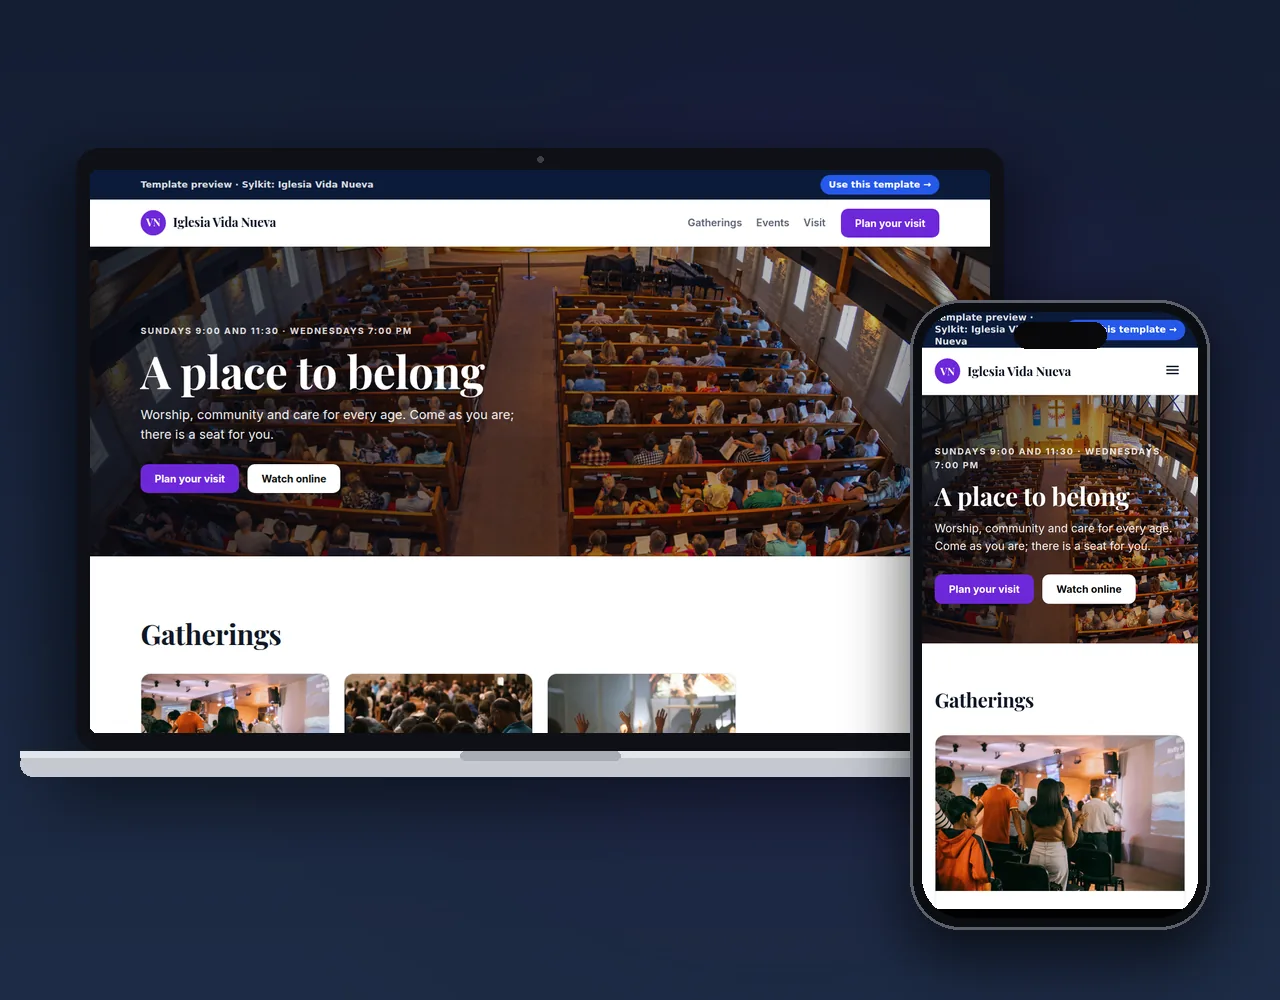 Template preview · Sylkit: Iglesia Vida Nueva
Use this template →
VN Iglesia Vida Nueva
Gatherings Events Visit Plan your visit
SUNDAYS 9:00 AND 11:30 · WEDNESDAYS 7:00 PM
A place to belong
Worship, community and care for every age. Come as you are;
there is a seat for you.
Plan your visit Watch online
Gatherings
emplate preview ·
Sylkit: Iglesia V
Nueva
is template →
VN Iglesia Vida Nueva
SUNDAYS 9:00 AND 11:30 · WEDNESDAYS
7:00 PM
A place to belong
Worship, community and care for every age.
Come as you are; there is a seat for you.
Plan your visit Watch online
Gatherings